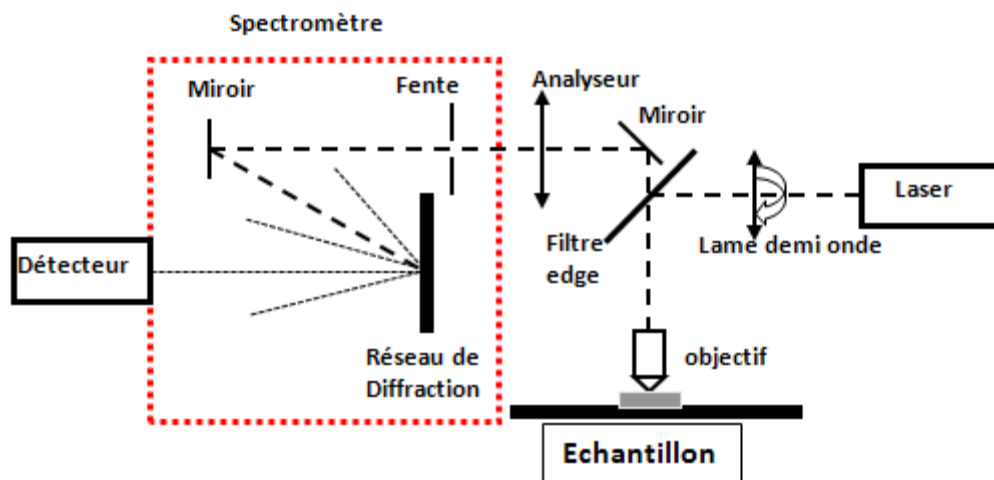 Spectromètre
Miroir
Fente
Analyseur
Miroir
Laser
Lame demi onde
Filtre
edge
Détecteur
Réseau de
Diffraction
objectif
Echantillon